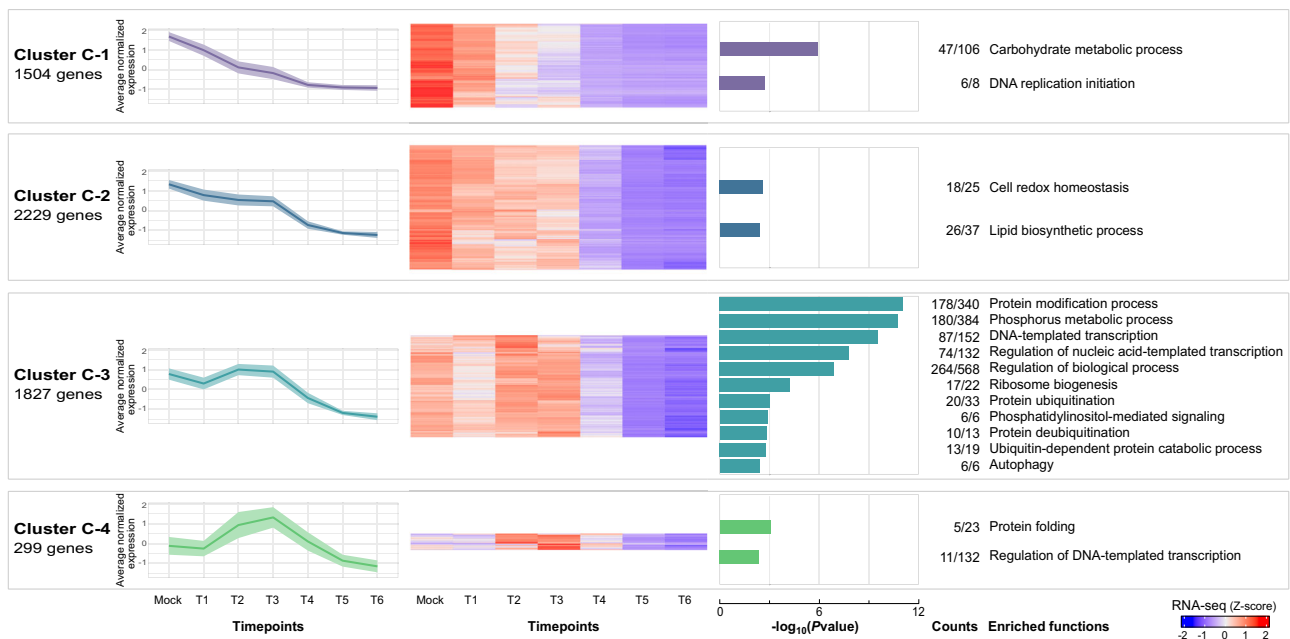 Cluster C-1
1504 genes
Average normalized
expression
2
1
0
-1
47/106 Carbohydrate metabolic process
6/8 DNA replication initiation
Cluster C-2
2229 genes
Average normalized
expression
2
1
0
-1
18/25 Cell redox homeostasis
26/37 Lipid biosynthetic process
Cluster C-3
1827 genes
Average normalized
expression
2
1
0
-1
178/340 Protein modification process
180/384 Phosphorus metabolic process
87/152 DNA-templated transcription
74/132 Regulation of nucleic acid-templated transcription
264/568 Regulation of biological process
17/22 Ribosome biogenesis
20/33 Protein ubiquitination
6/6 Phosphatidylinositol-mediated signaling
10/13 Protein deubiquitination
13/19 Ubiquitin-dependent protein catabolic process
6/6 Autophagy
Cluster C-4
299 genes
Average normalized
expression
2
1
0
-1
5/23 Protein folding
11/132 Regulation of DNA-templated transcription
Mock T1 T2 T3 T4 T5 T6
Timepoints
Mock T1 T2 T3 T4 T5 T6
Timepoints
0 6 12
-log10(Pvalue)
Counts Enriched functions
RNA-seq (Z-score)
-2 -1 0 1 2